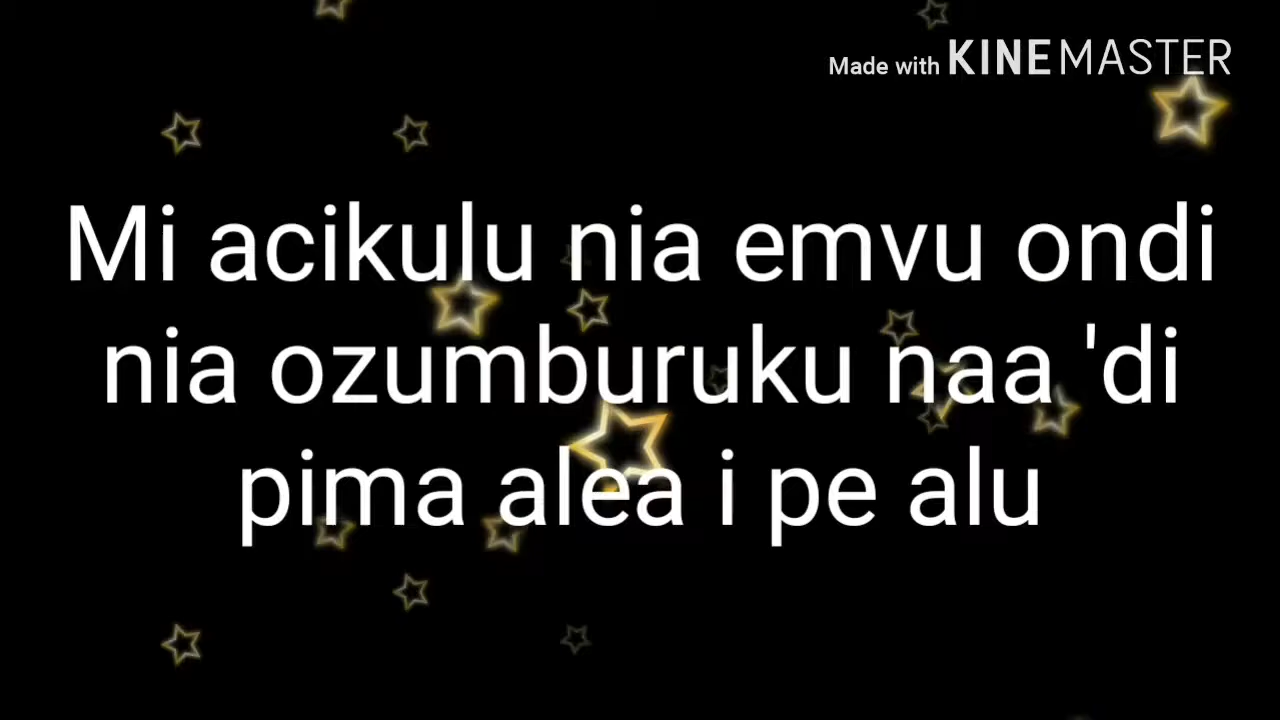 Made with KINEMASTER
Mi acikulu nia emvu ondi
nia ozumburuku naa 'di
pima alea i pe alu